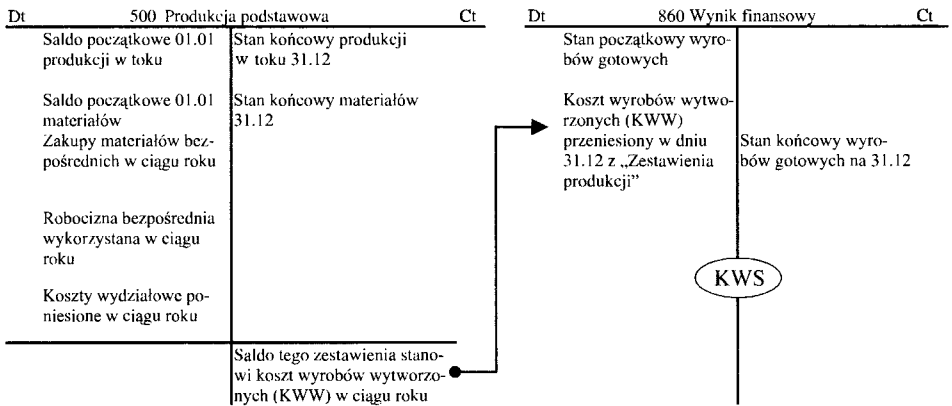 Dt 500 Produkcja podstawowa Ct
Saldo początkowe 01.01
produkcji w toku
Saldo początkowe 01.01
materiałów
Zakupy materiałów bez-
pośrednich w ciągu roku
Robocizna bezpośrednia
wykorzystana w ciągu
roku
Koszty wydziałowe po-
niesione w ciągu roku
Stan końcowy produkcji
w toku 31.12
Stan końcowy materiałów
31.12
Saldo tego zestawienia stano-
wi koszt wyrobów wytworzo-
nych (KWW) w ciągu roku
Dt 860 Wynik finansowy Ct
Stan początkowy wyro-
bów gotowych
Koszt wyrobów wytwo-
rzonych (KWW)
przeniesiony w dniu
31.12 z „Zestawienia
produkcji”
Stan końcowy wyro-
bów gotowych na 31.12
KWS